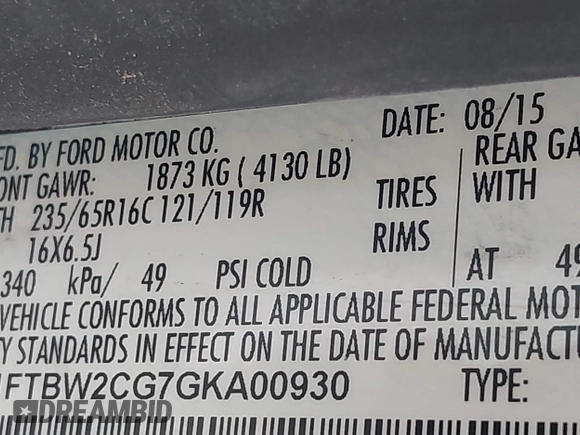 DATE: 08/15
FD. BY FORD MOTOR CO.
ONT GAWR: 1873 KG ( 4130 LB) REAR GA
TH 235/65R16C 121/119R TIRES WITH
16X6.5J RIMS
340 kPa/ 49 PSI COLD AT 49
VEHICLE CONFORMS TO ALL APPLICABLE FEDERAL MOT
Y STANDARDS IN EFFECT ON THE DATE OF MANUFACTU
FTBW2CG7GKA00930 TYPE:
DREAMBID